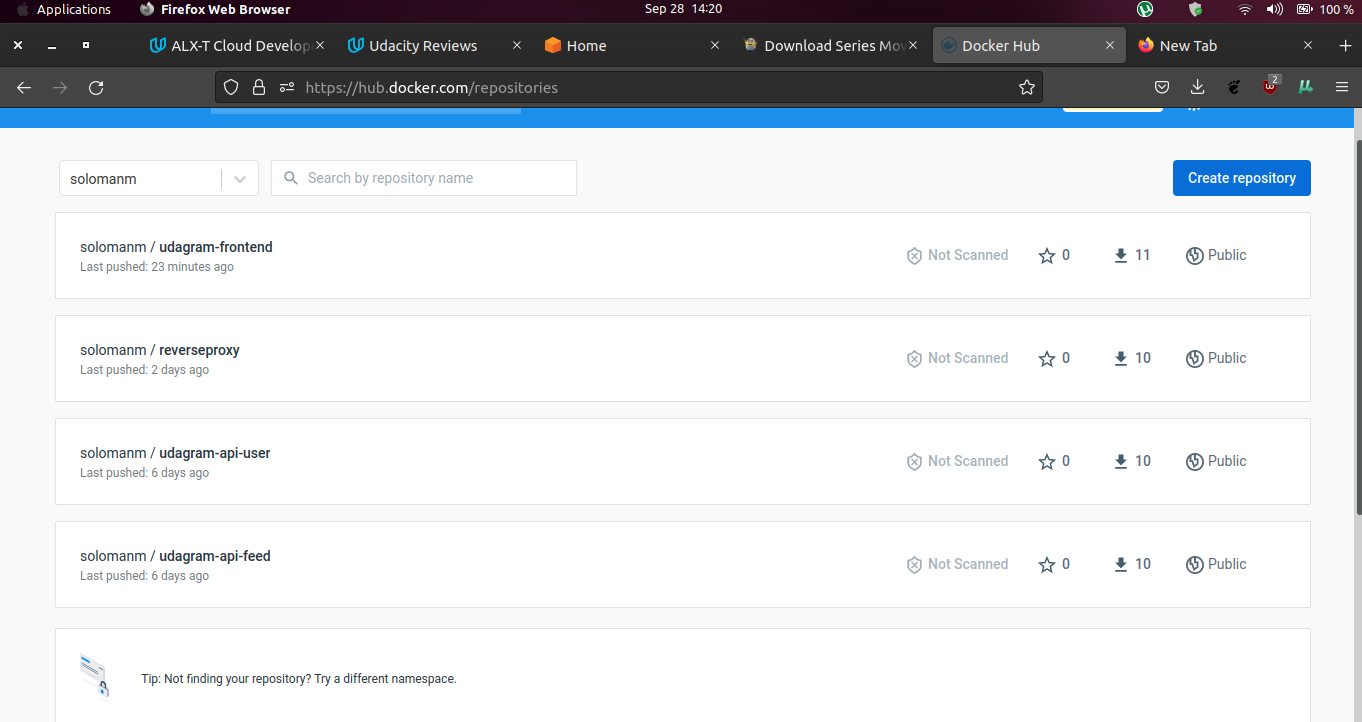 Applications Firefox Web Browser Sep 28 14:20 100 %
ALX-T Cloud Develop Udacity Reviews Home Download Series Mov Docker Hub New Tab
https://hub.docker.com/repositories 2
solomanm Search by repository name Create repository
solomanm / udagram-frontend
Last pushed: 23 minutes ago
Not Scanned 0 11 Public
solomanm / reverseproxy
Last pushed: 2 days ago
Not Scanned 0 10 Public
solomanm / udagram-api-user
Last pushed: 6 days ago
Not Scanned 0 10 Public
solomanm / udagram-api-feed
Last pushed: 6 days ago
Not Scanned 0 10 Public
Tip: Not finding your repository? Try a different namespace.